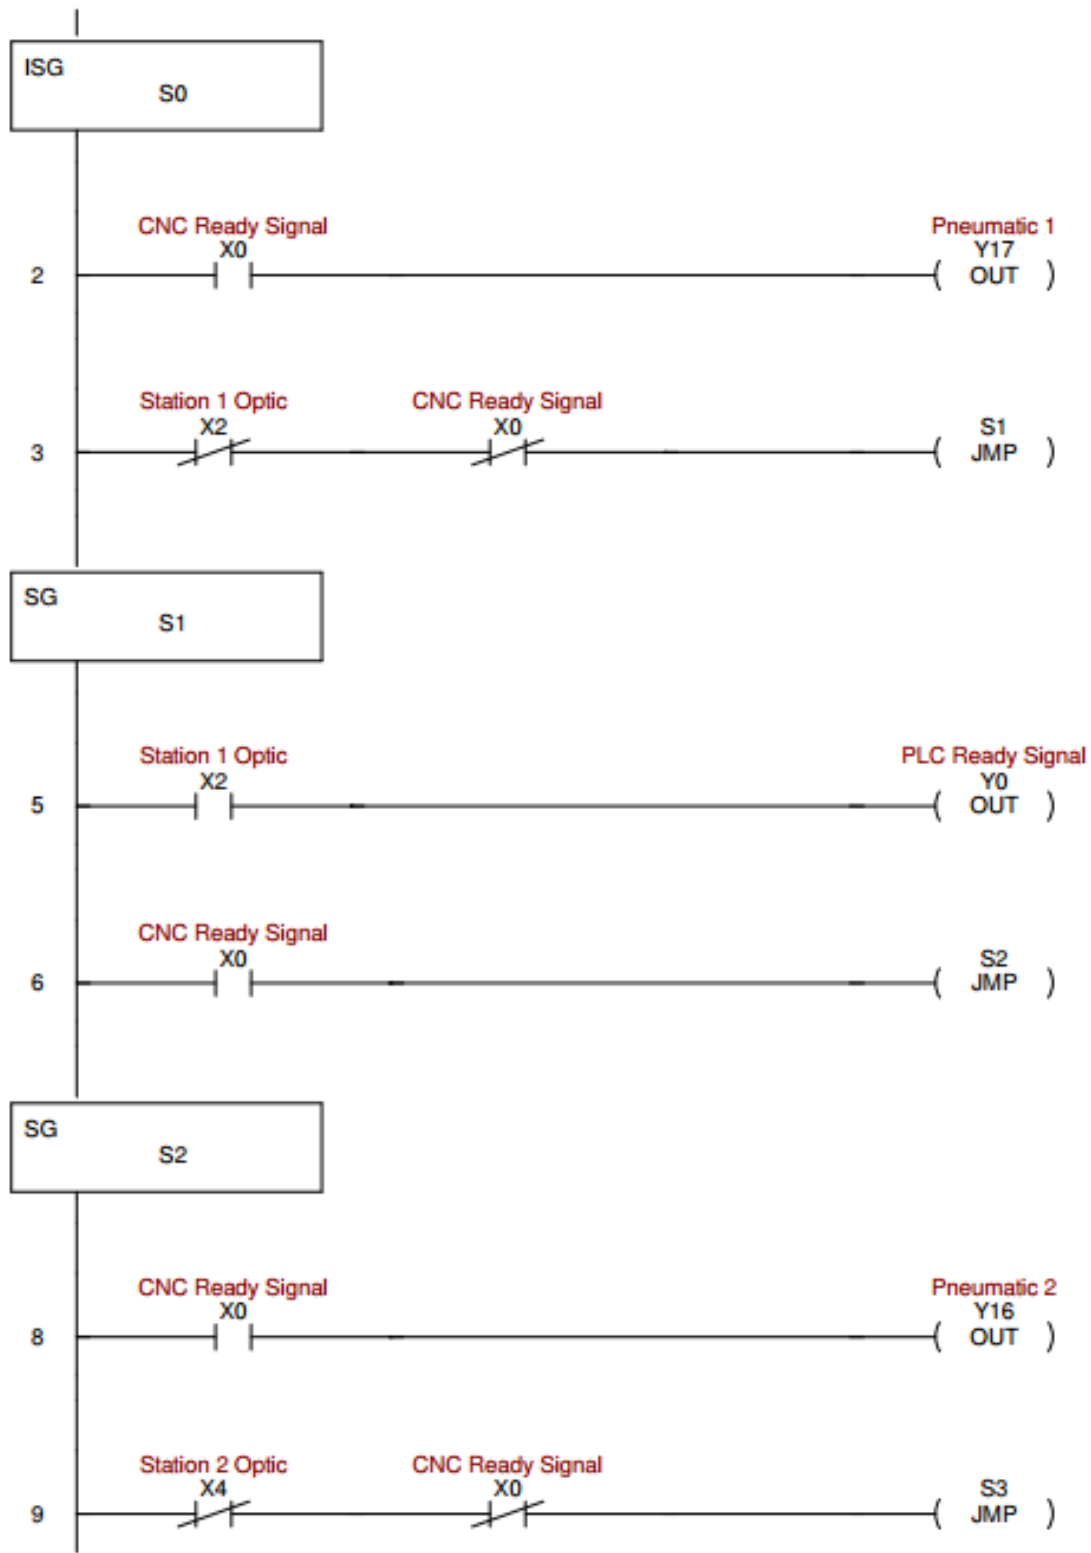 ISG
S0
CNC Ready Signal Pneumatic 1
X0 Y17
2 OUT
Station 1 Optic CNC Ready Signal
X2 X0 S1
3 JMP
SG
S1
Station 1 Optic PLC Ready Signal
X2 Y0
5 OUT
CNC Ready Signal
X0 S2
6 JMP
SG
S2
CNC Ready Signal Pneumatic 2
X0 Y16
8 OUT
Station 2 Optic CNC Ready Signal
X4 X0 S3
9 JMP